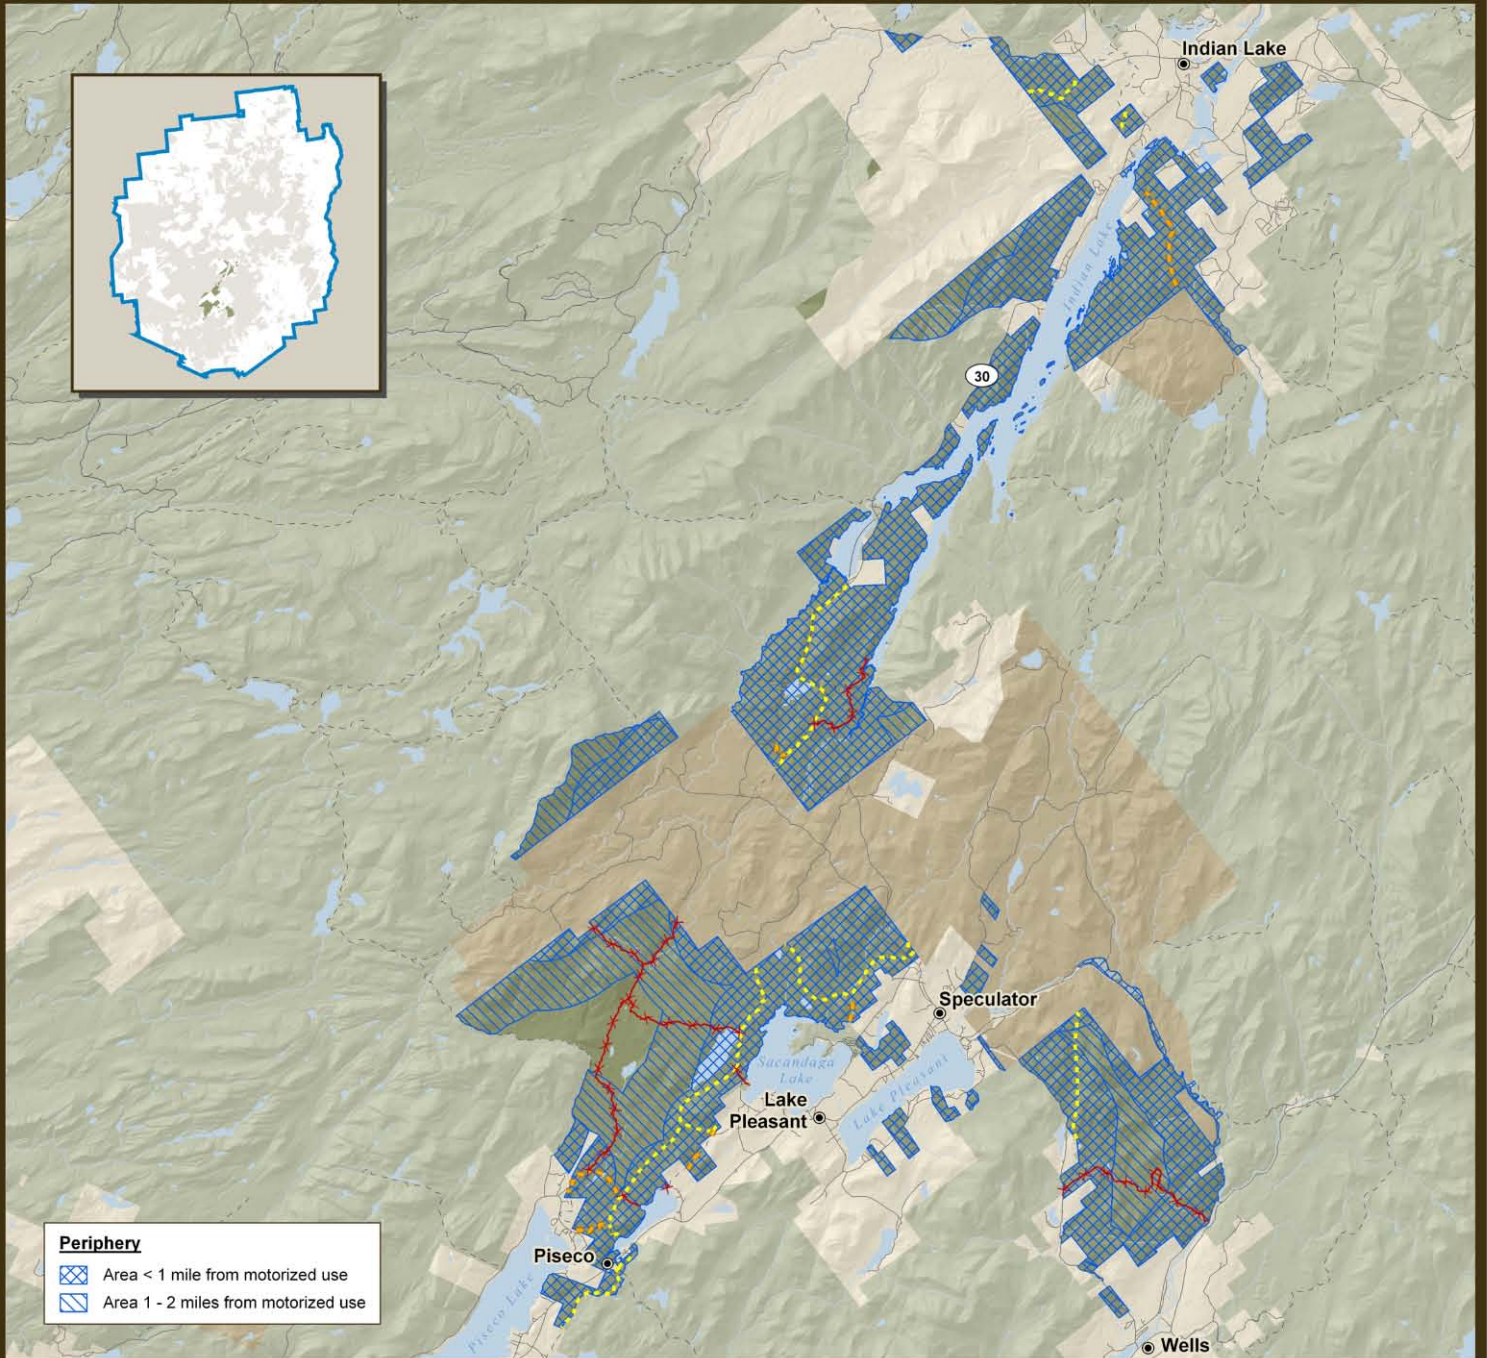 Indian Lake
Indian Lake
30
Speculator
Sacandaga
Lake
Lake
Pleasant
Lake Pleasant
Piseco
Piseco Lake
Wells
Periphery
Area < 1 mile from motorized use
Area 1 - 2 miles from motorized use